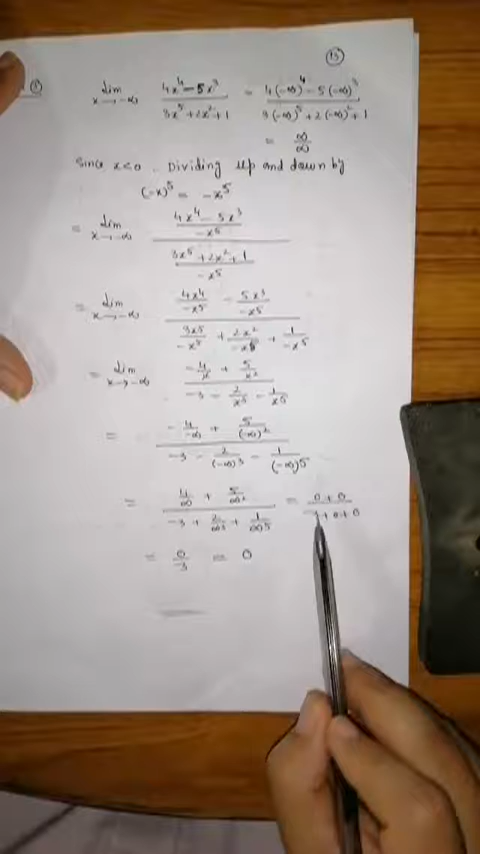 13
lim x→-∞ (4x⁴ - 5x³)/(3x⁵ + 2x² + 1) = (4(-∞)⁴ - 5(-∞)³)/(3(-∞)⁵ + 2(-∞)² + 1)
= ∞/∞
Since x<0. Dividing up and down by
(-x)⁵ = -x⁵
= lim x→-∞ ((4x⁴ - 5x³)/-x⁵)/((3x⁵ + 2x² + 1)/-x⁵)
= lim x→-∞ (4x⁴/-x⁵ - 5x³/-x⁵)/(3x⁵/-x⁵ + 2x²/-x⁵ + 1/-x⁵)
= lim x→-∞ (-4/x + 5/x²)/(-3 - 2/x³ - 1/x⁵)
= (-4/-∞ + 5/(-∞)²)/(-3 - 2/(-∞)³ - 1/(-∞)⁵)
= (4/∞ + 5/∞²)/(-3 + 2/∞³ + 1/∞⁵) = (0 + 0)/(-3 + 0 + 0)
= 0/-3 = 0